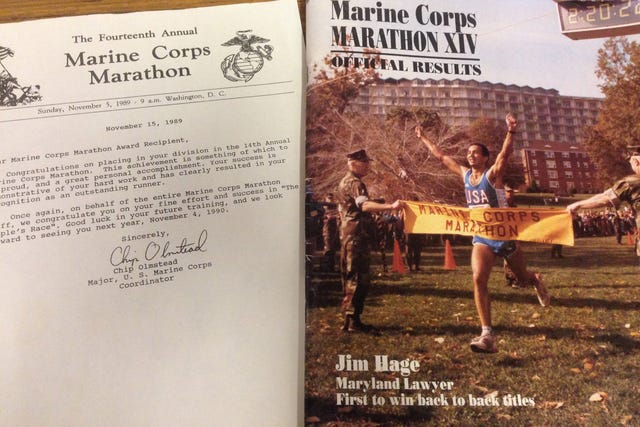 The Fourteenth Annual
Marine Corps
Marathon
Sunday, November 5, 1989 - 9 a.m. Washington, D. C.
November 15, 1989
r Marine Corps Marathon Award Recipient,
Congratulations on placing in your division in the 14th Annual
ne Corps Marathon. This achievement is something of which to
proud, and a great personal accomplishment. Your success is
nstrative of your hard work and has clearly resulted in your
ognition as an outstanding runner.
Once again, on behalf of the entire Marine Corps Marathon
ff, we congratulate you on your fine effort and success in "The
ple's Race". Good luck in your future training, and we look
ward to seeing you next year, November 4, 1990.
Sincerely,
Chip Olmstead
Chip Olmstead
Major, U. S. Marine Corps
Coordinator
Marine Corps
MARATHON XIV
OFFICIAL RESULTS
2:20:2
USA
MARINE CORPS
MARATHON
USA
Jim Hage
Maryland Lawyer
First to win back to back titles